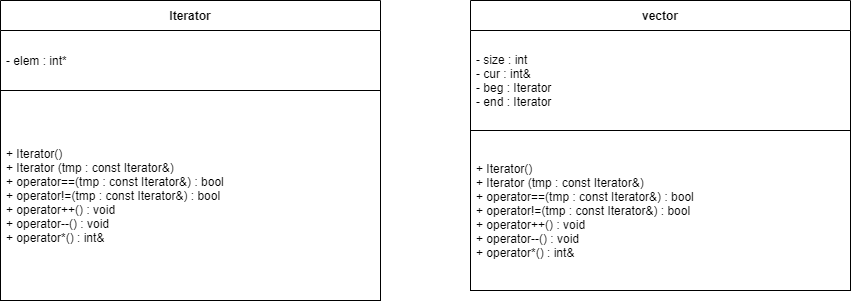 Iterator
- elem : int*
+ Iterator()
+ Iterator (tmp : const Iterator&)
+ operator==(tmp : const Iterator&) : bool
+ operator!=(tmp : const Iterator&) : bool
+ operator++() : void
+ operator--() : void
+ operator*() : int&
vector
- size : int
- cur : int&
- beg : Iterator
- end : Iterator
+ Iterator()
+ Iterator (tmp : const Iterator&)
+ operator==(tmp : const Iterator&) : bool
+ operator!=(tmp : const Iterator&) : bool
+ operator++() : void
+ operator--() : void
+ operator*() : int&